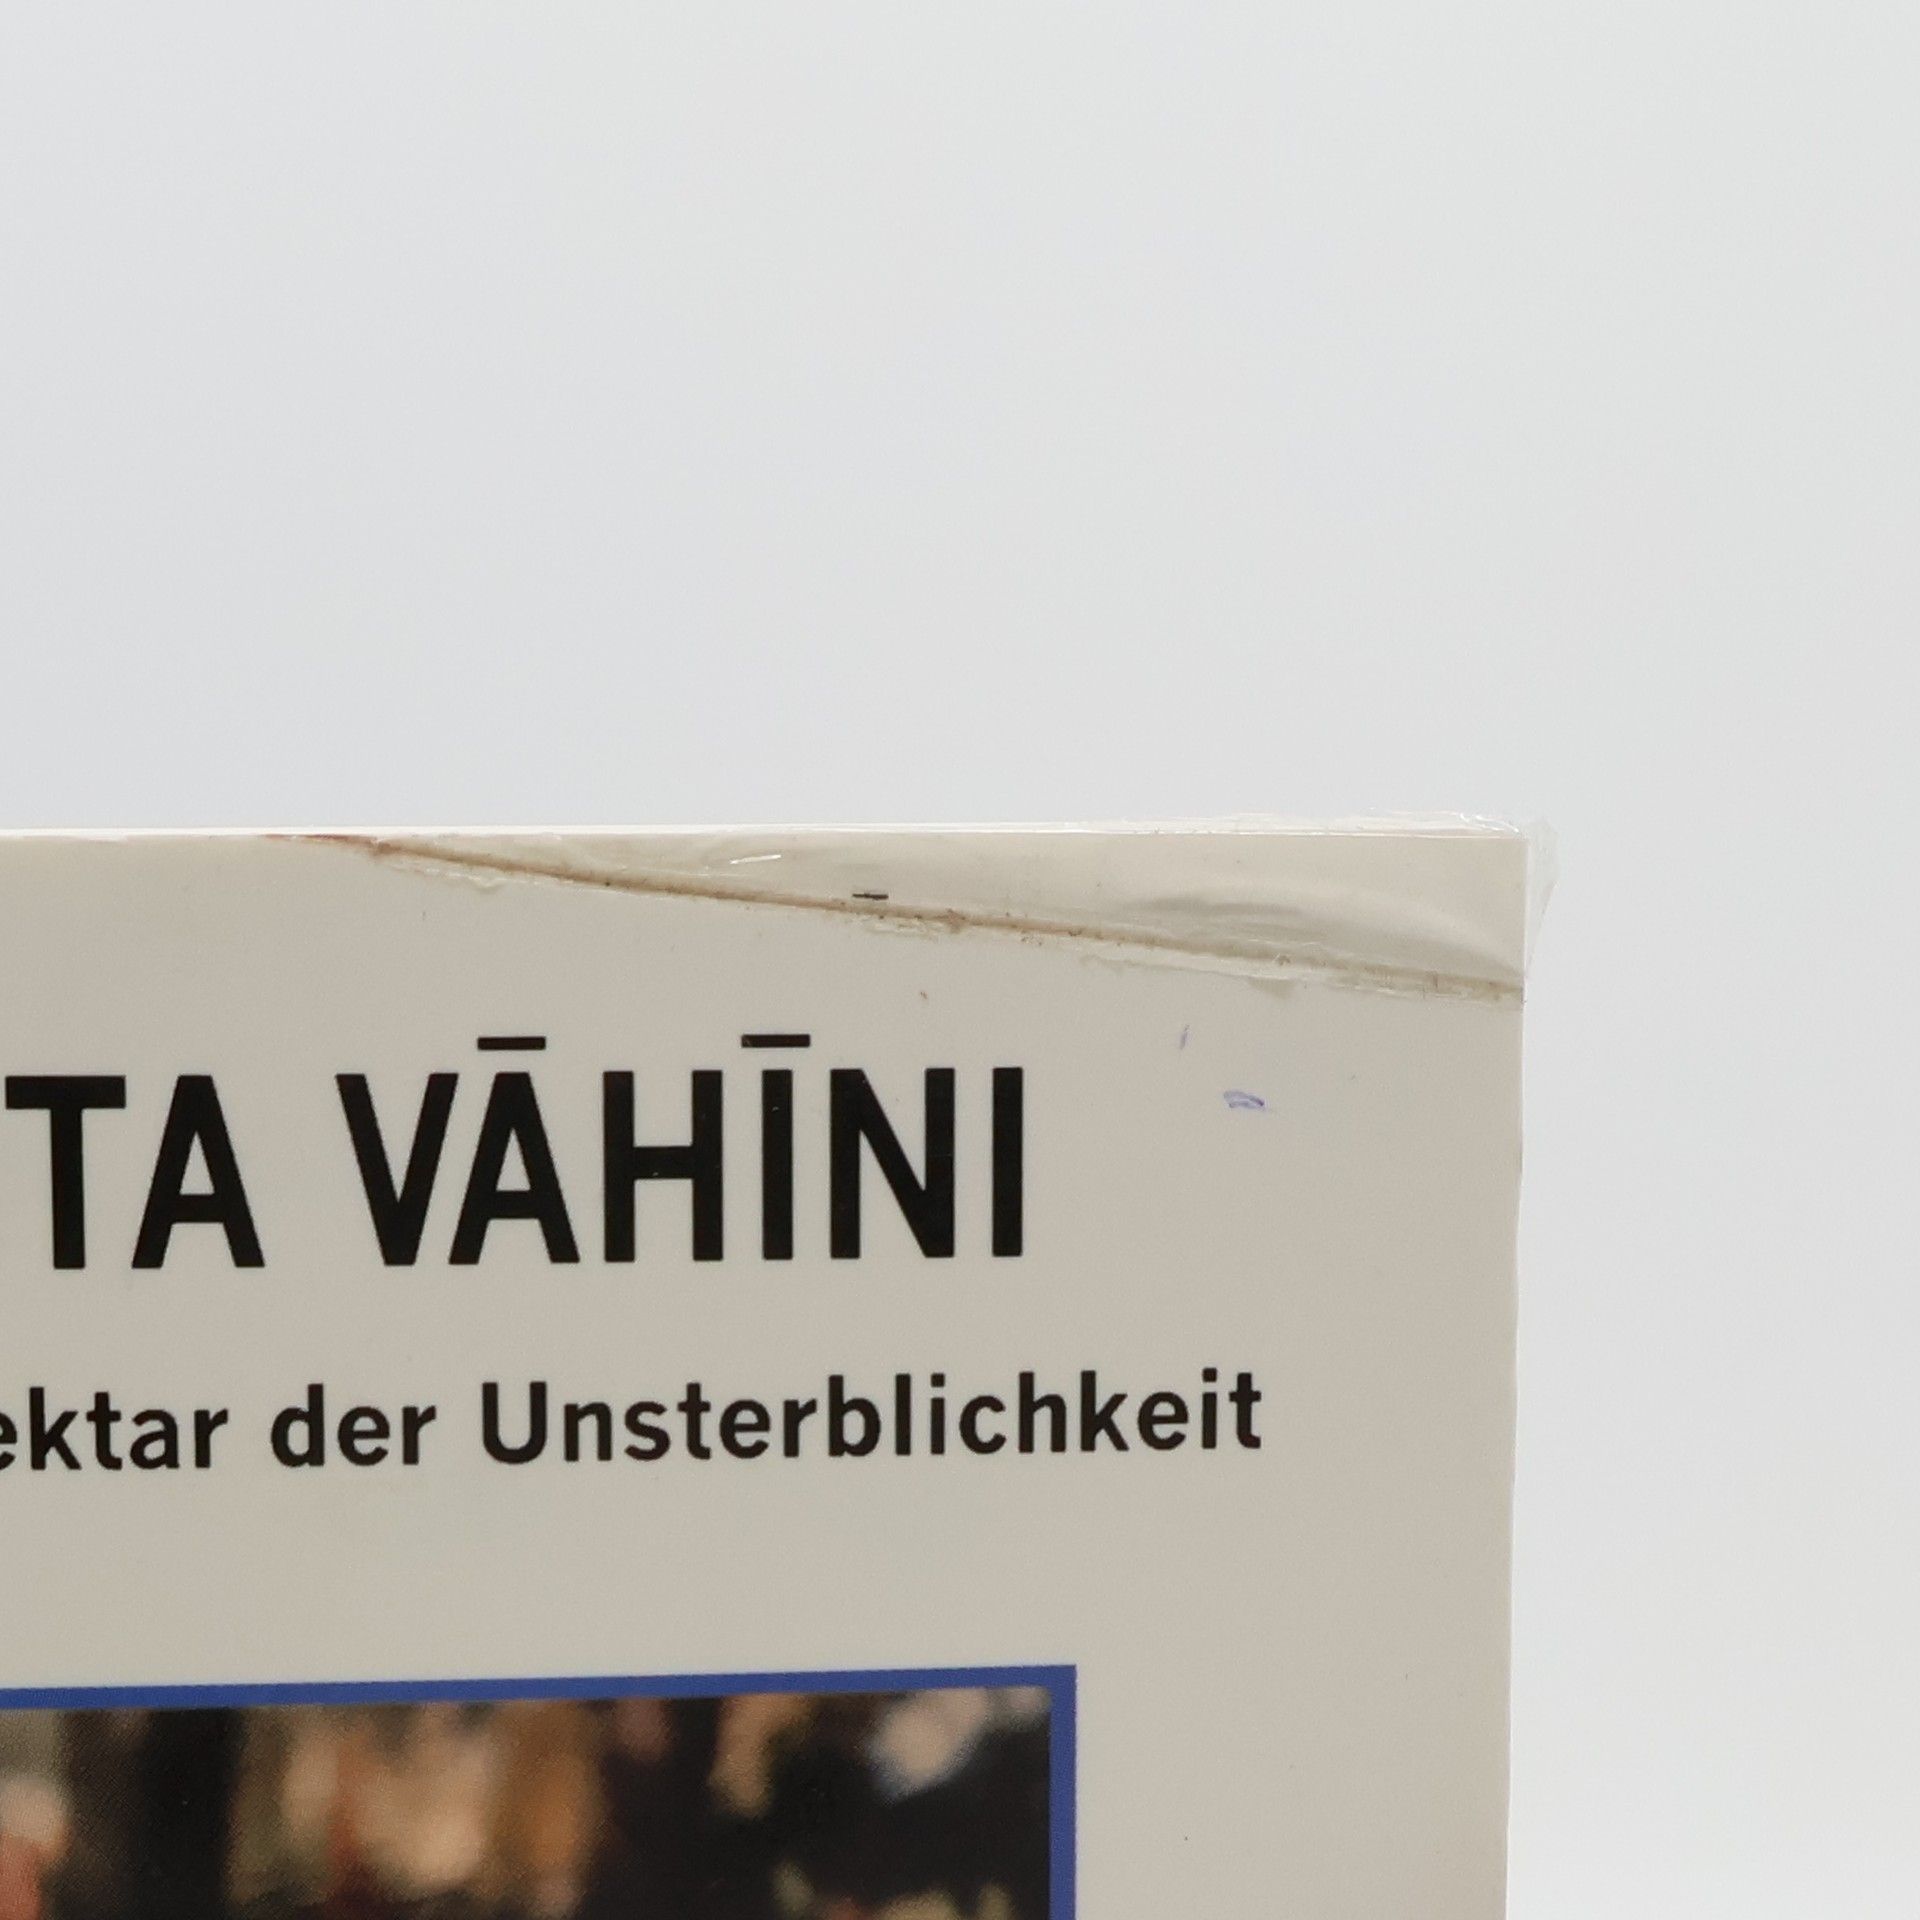 TA VĀHĪNI
ektar der Unsterblichkeit